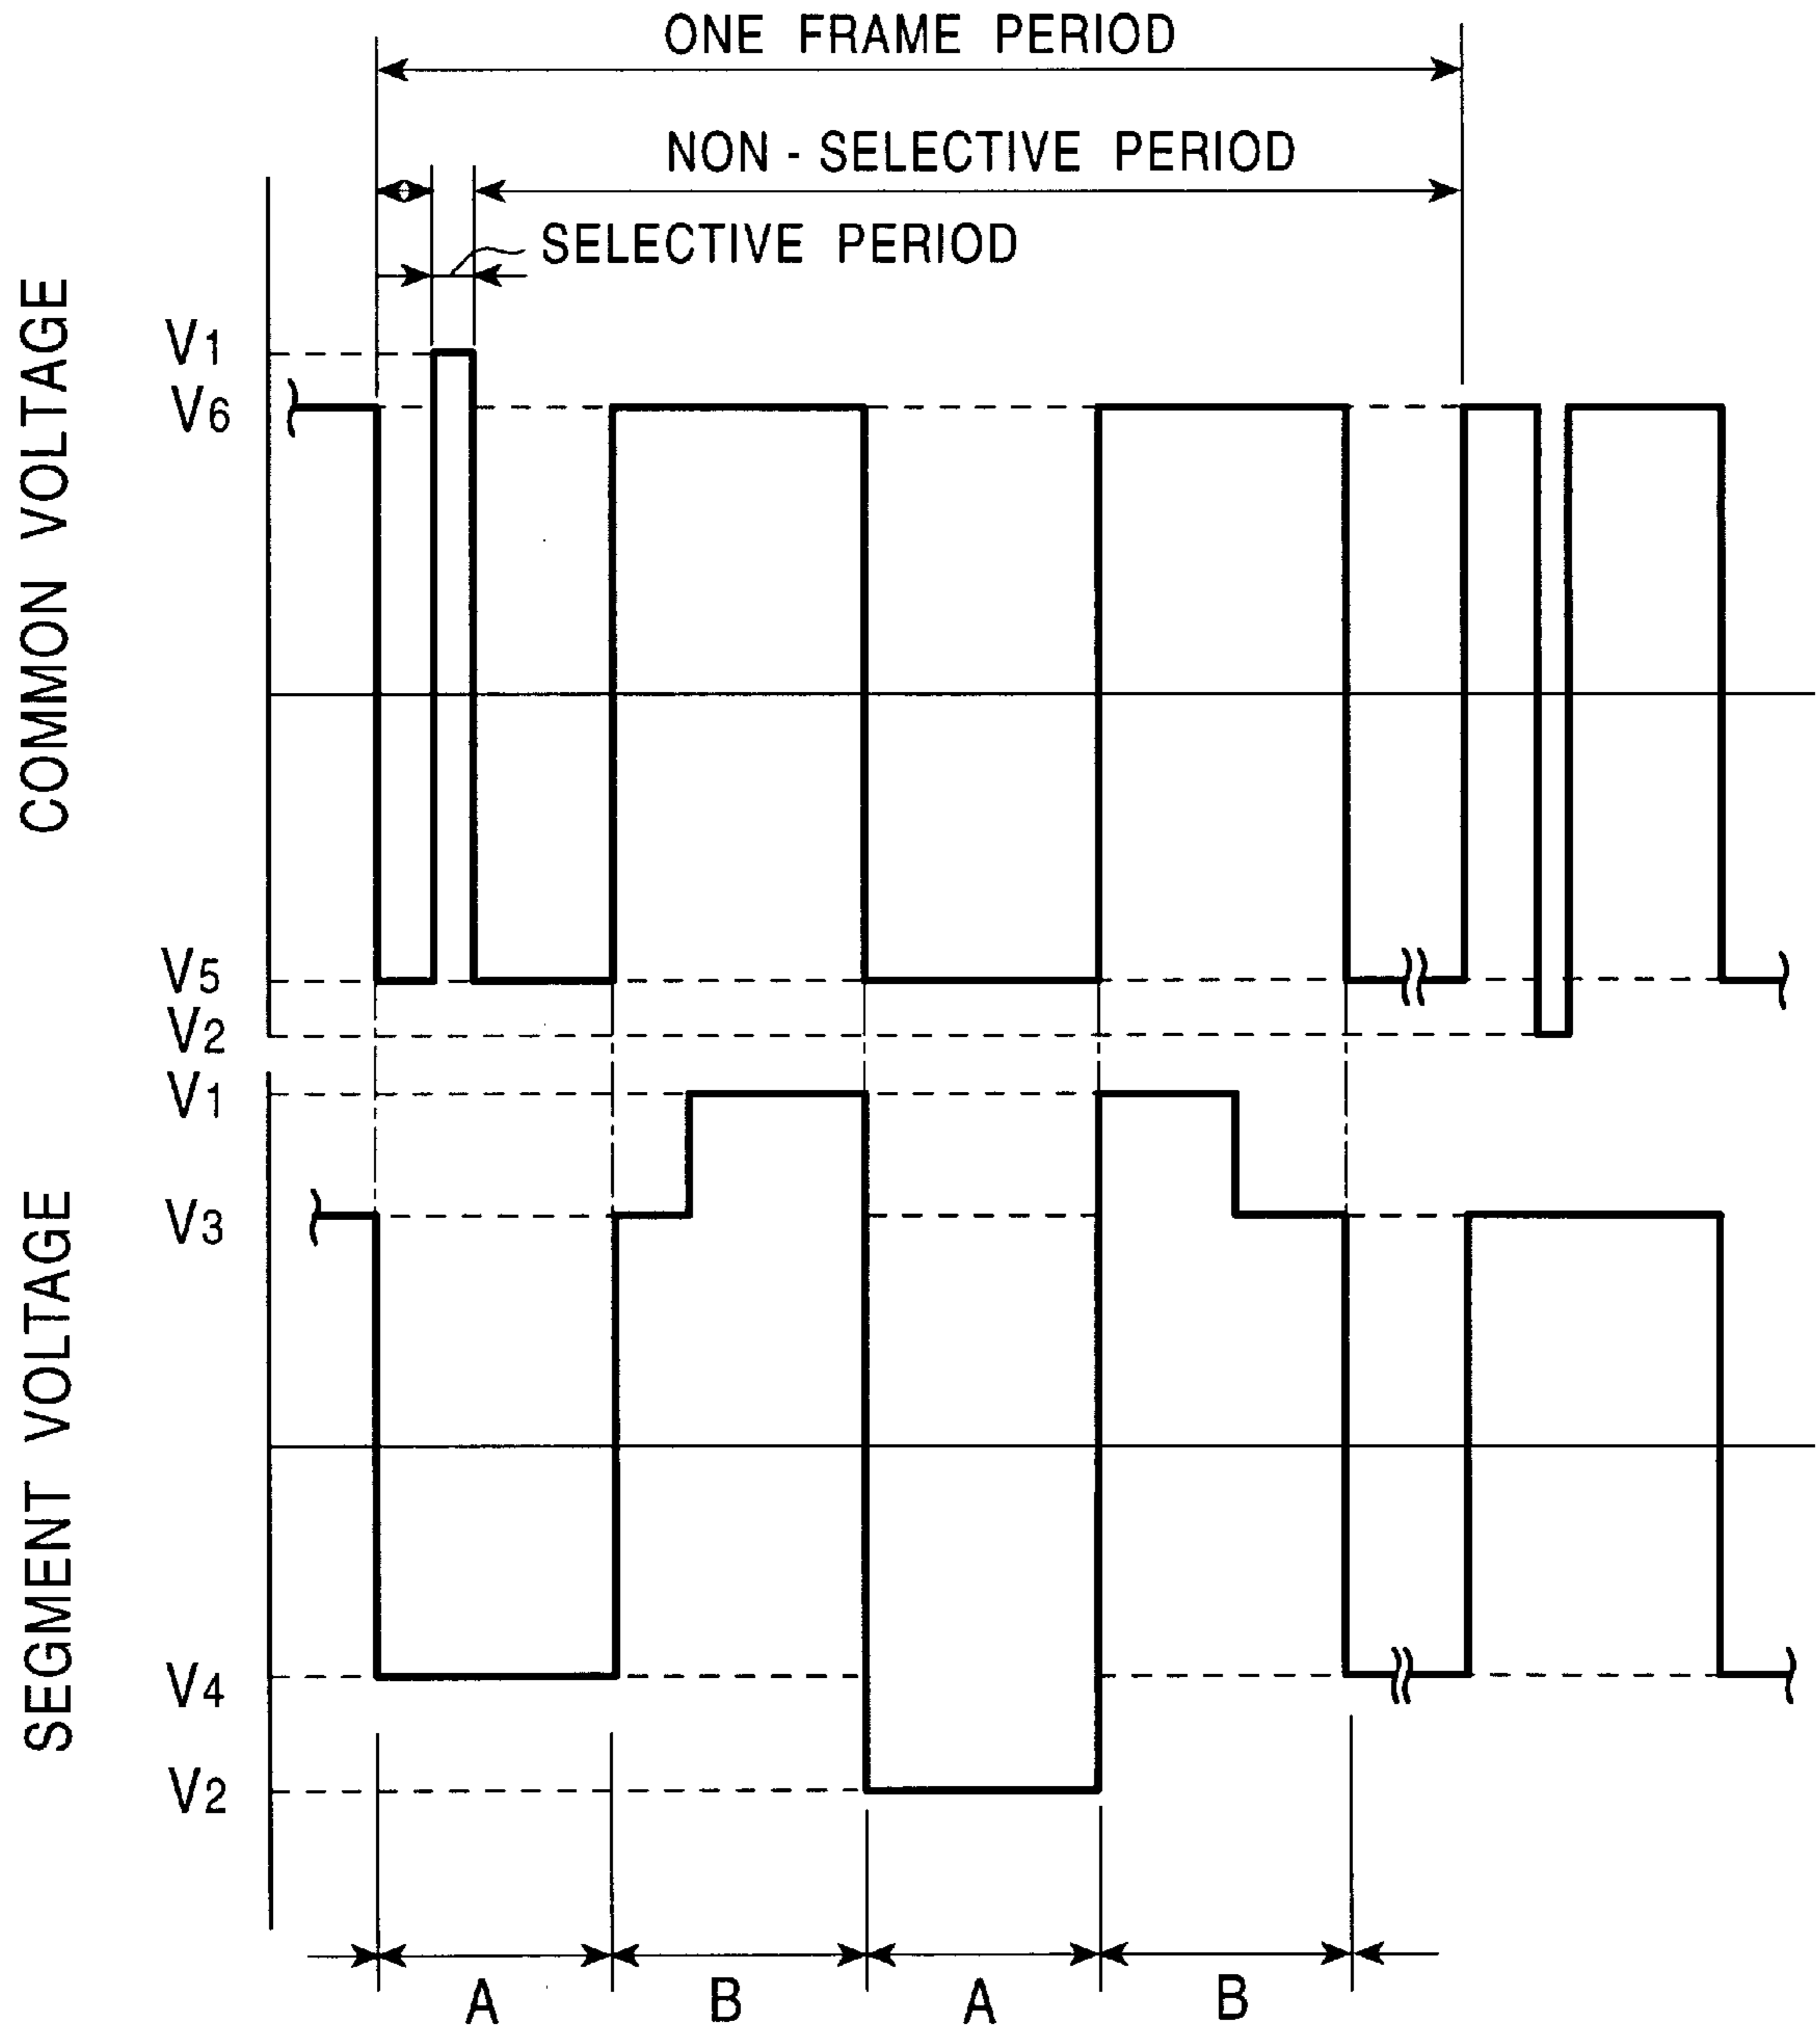 ONE FRAME PERIOD
NON - SELECTIVE PERIOD
SELECTIVE PERIOD
COMMON VOLTAGE
V1
V6
V5
V2
SEGMENT VOLTAGE
V1
V3
V4
V2
A B A B